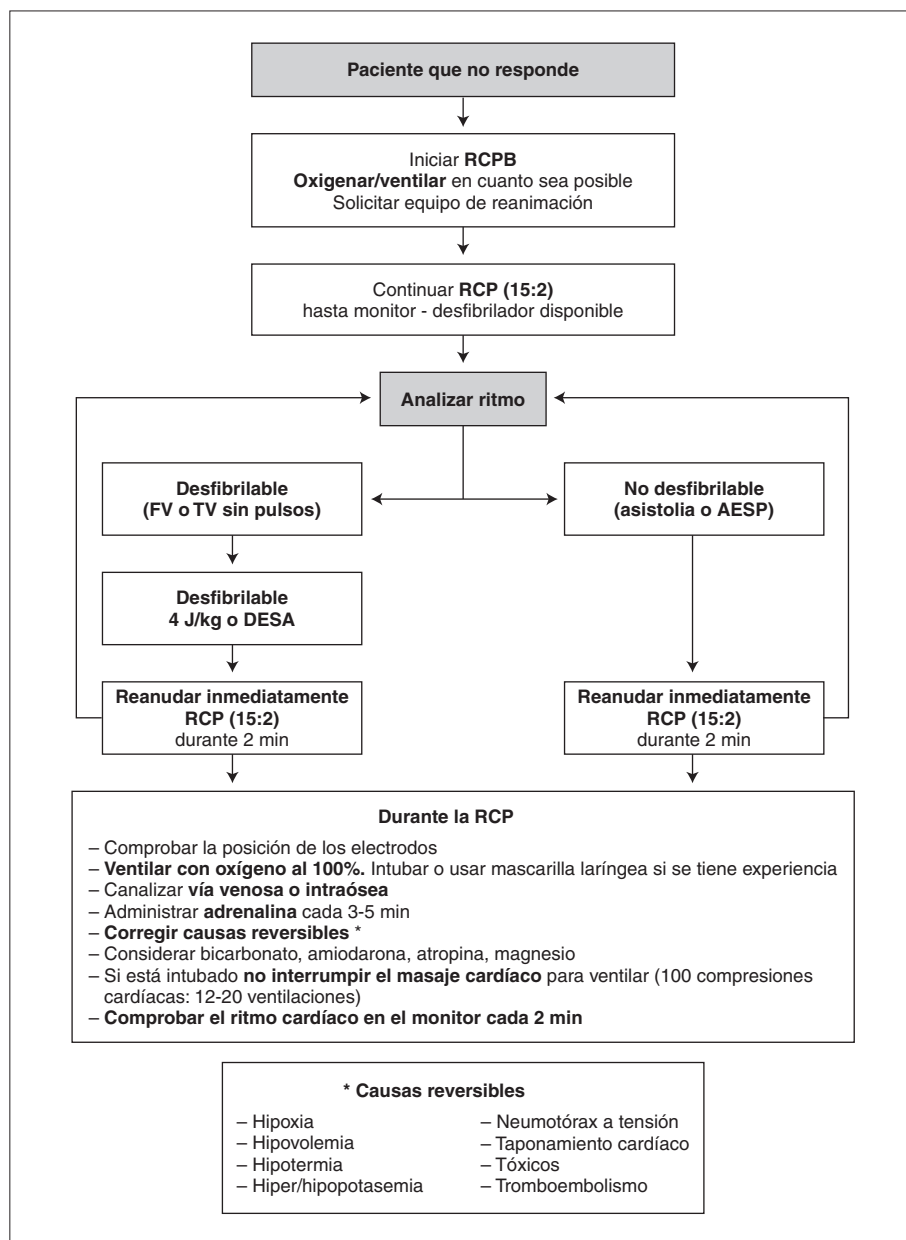 Paciente que no responde
Iniciar RCPB
Oxigenar/ventilar en cuanto sea posible
Solicitar equipo de reanimación
Continuar RCP (15:2)
hasta monitor - desfibrilador disponible
Analizar ritmo
Desfibrilable
(FV o TV sin pulsos)
No desfibrilable
(asistolia o AESP)
Desfibrilable
4 J/kg o DESA
Reanudar inmediatamente
RCP (15:2)
durante 2 min
Reanudar inmediatamente
RCP (15:2)
durante 2 min
Durante la RCP
– Comprobar la posición de los electrodos
– Ventilar con oxígeno al 100%. Intubar o usar mascarilla laríngea si se tiene experiencia
– Canalizar vía venosa o intraósea
– Administrar adrenalina cada 3-5 min
– Corregir causas reversibles *
– Considerar bicarbonato, amiodarona, atropina, magnesio
– Si está intubado no interrumpir el masaje cardíaco para ventilar (100 compresiones
cardíacas: 12-20 ventilaciones)
– Comprobar el ritmo cardíaco en el monitor cada 2 min
* Causas reversibles
– Hipoxia
– Hipovolemia
– Hipotermia
– Hiper/hipopotasemia
– Neumotórax a tensión
– Taponamiento cardíaco
– Tóxicos
– Tromboembolismo